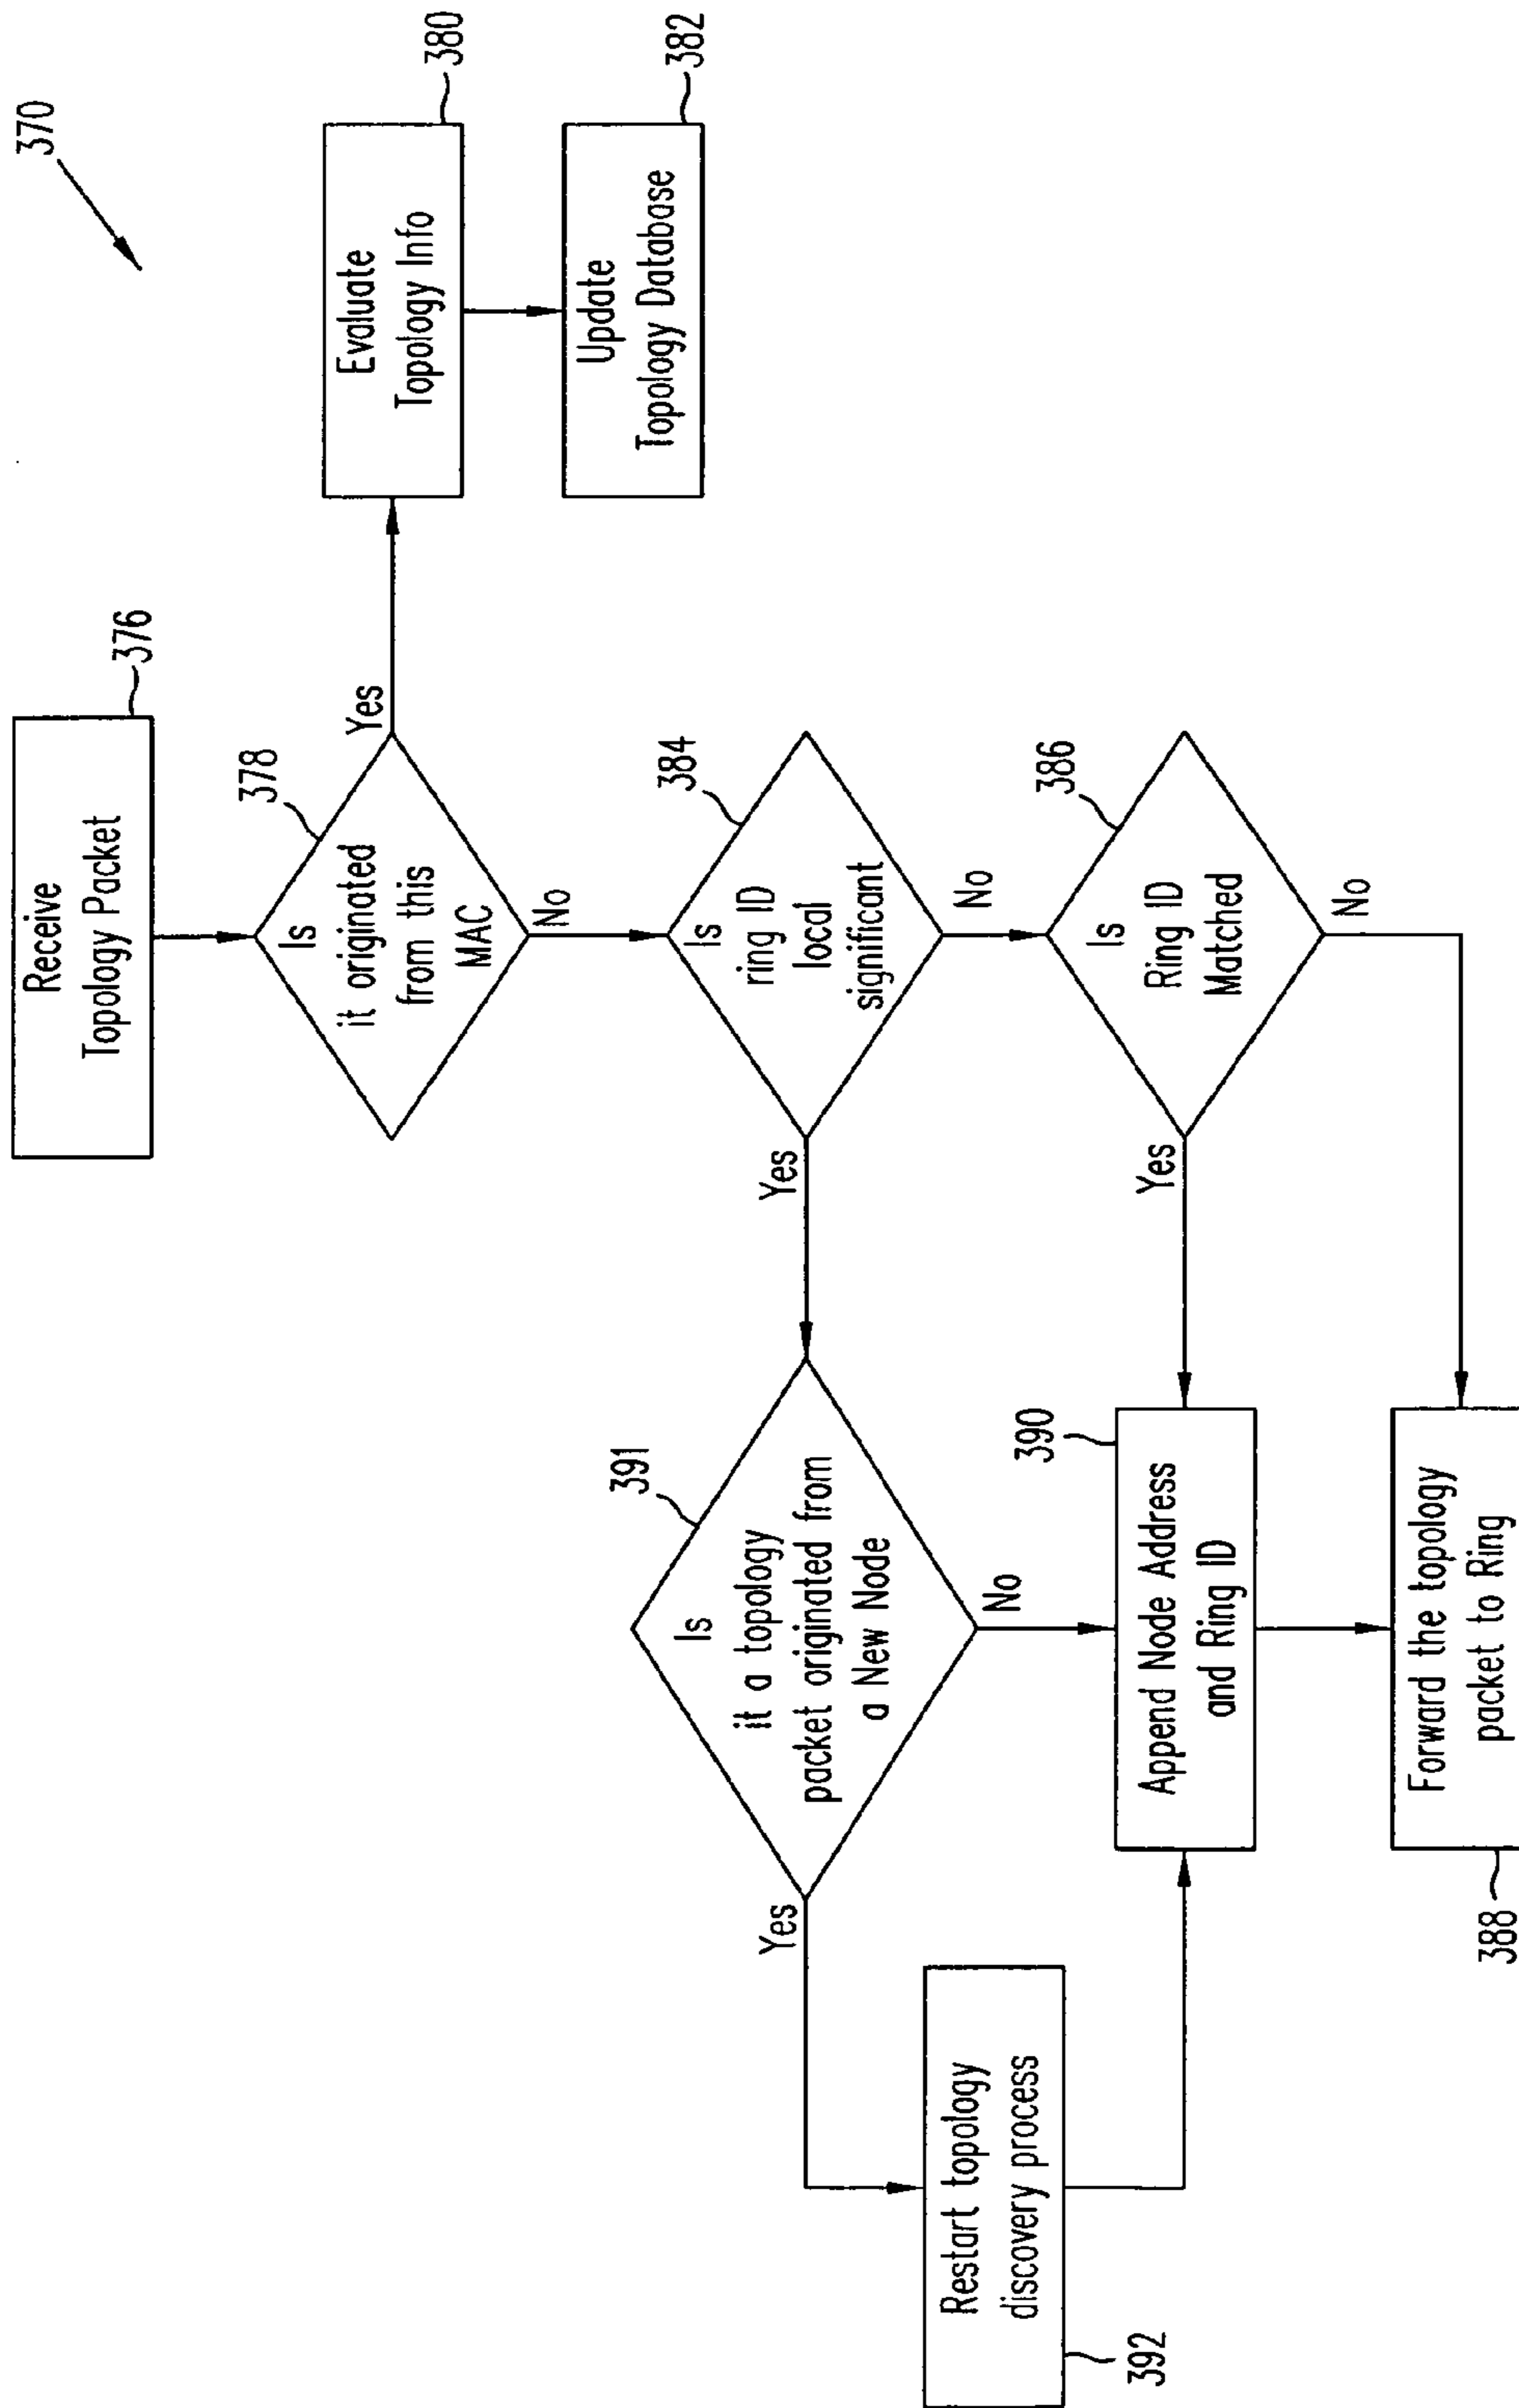 370
Receive
Topology Packet
376
Is
it originated
from this
MAC
378
Yes
No
Evaluate
Topology Info
380
Update
Topology Database
382
Is
ring ID
local
significant
384
Yes
No
Is
Ring ID
Matched
386
Yes
No
Is
it a topology
packet originated from
a New Node
391
Yes
No
Restart topology
discovery process
392
Append Node Address
and Ring ID
390
Forward the topology
packet to Ring
388